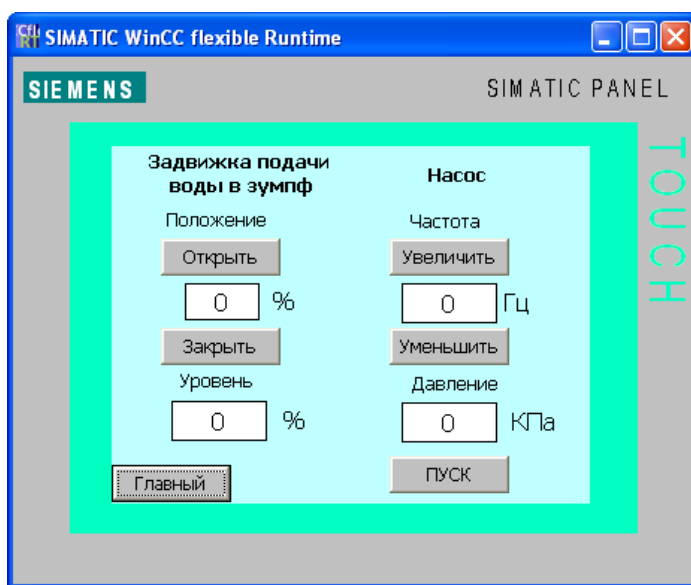 SIMATIC WinCC flexible Runtime
SIEMENS
SIMATIC PANEL
TOUCH
Задвижка подачи
воды в зумпф
Положение
Открыть
0 %
Закрыть
Уровень
0 %
Главный
Насос
Частота
Увеличить
0 Гц
Уменьшить
Давление
0 КПа
ПУСК